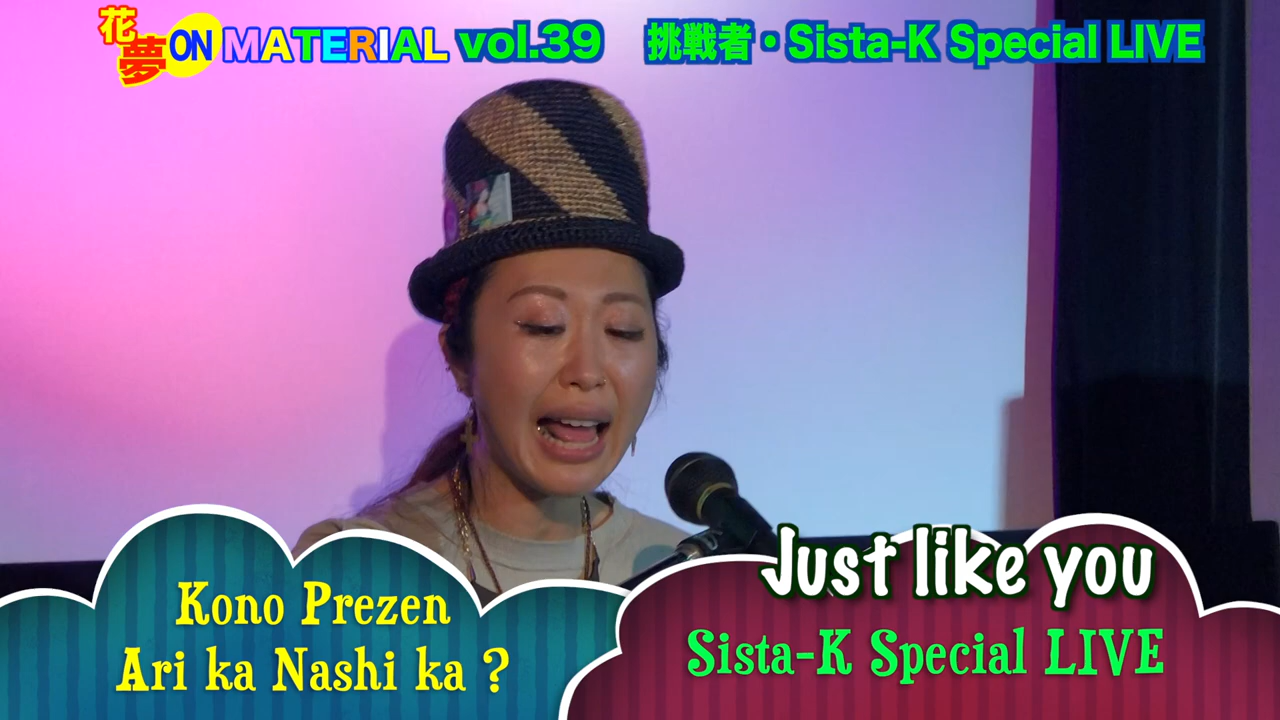 花夢ON MATERIAL vol.39 挑戦者・Sista-K Special LIVE
Kono Prezen
Ari ka Nashi ka ?
Just like you
Sista-K Special LIVE